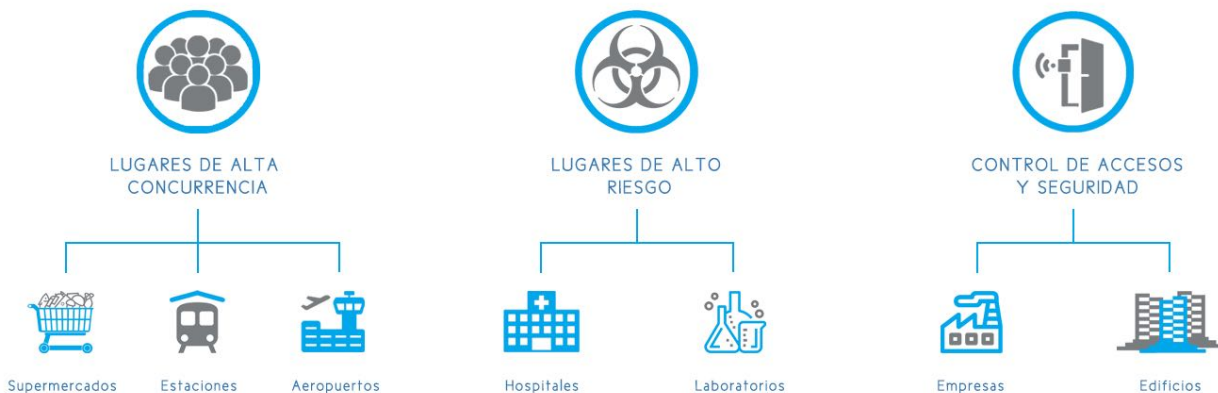 LUGARES DE ALTA
CONCURRENCIA
LUGARES DE ALTO
RIESGO
CONTROL DE ACCESOS
Y SEGURIDAD
Supermercados
Estaciones
Aeropuertos
Hospitales
Laboratorios
Empresas
Edificios